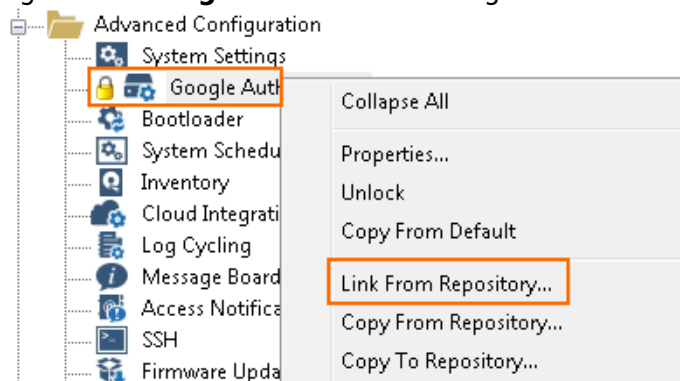 Advanced Configuration
System Settings
Google Auth
Bootloader
System Schedu
Inventory
Cloud Integrati
Log Cycling
Message Board
Access Notifica
SSH
Firmware Upda
Collapse All
Properties...
Unlock
Copy From Default
Link From Repository...
Copy From Repository...
Copy To Repository...